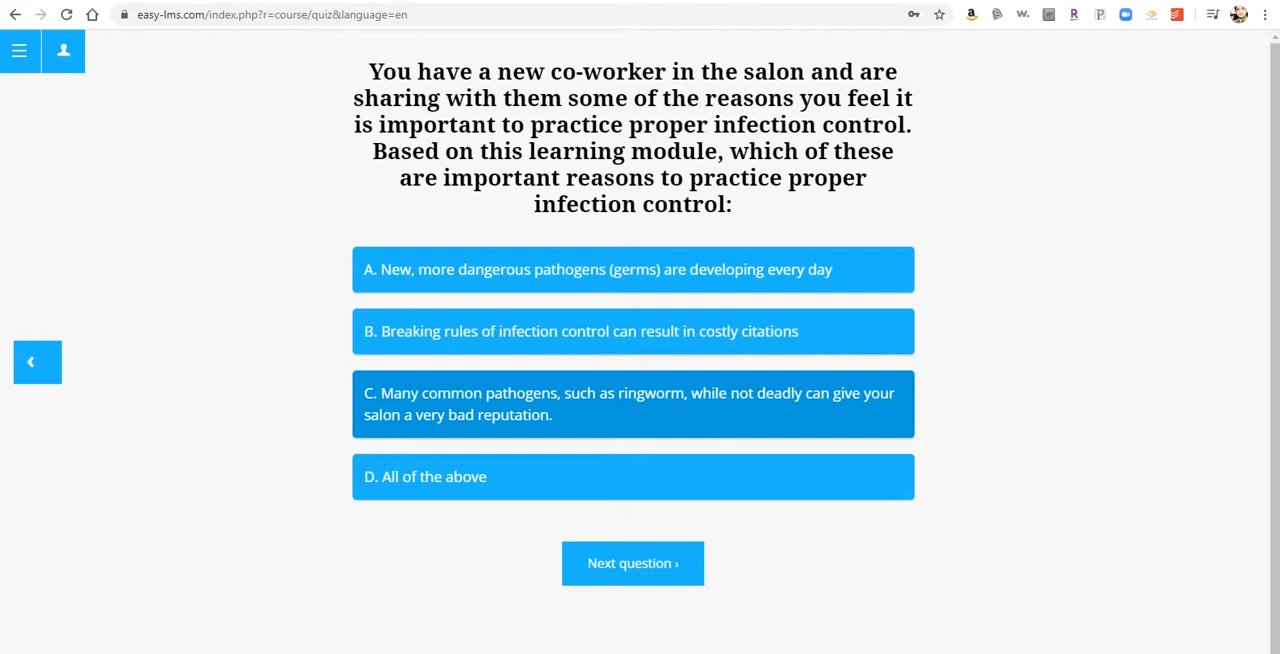 easy-lms.com/index.php?r=course/quiz&language=en
You have a new co-worker in the salon and are
sharing with them some of the reasons you feel it
is important to practice proper infection control.
Based on this learning module, which of these
are important reasons to practice proper
infection control:
A. New, more dangerous pathogens (germs) are developing every day
B. Breaking rules of infection control can result in costly citations
C. Many common pathogens, such as ringworm, while not deadly can give your
salon a very bad reputation.
D. All of the above
Next question ›